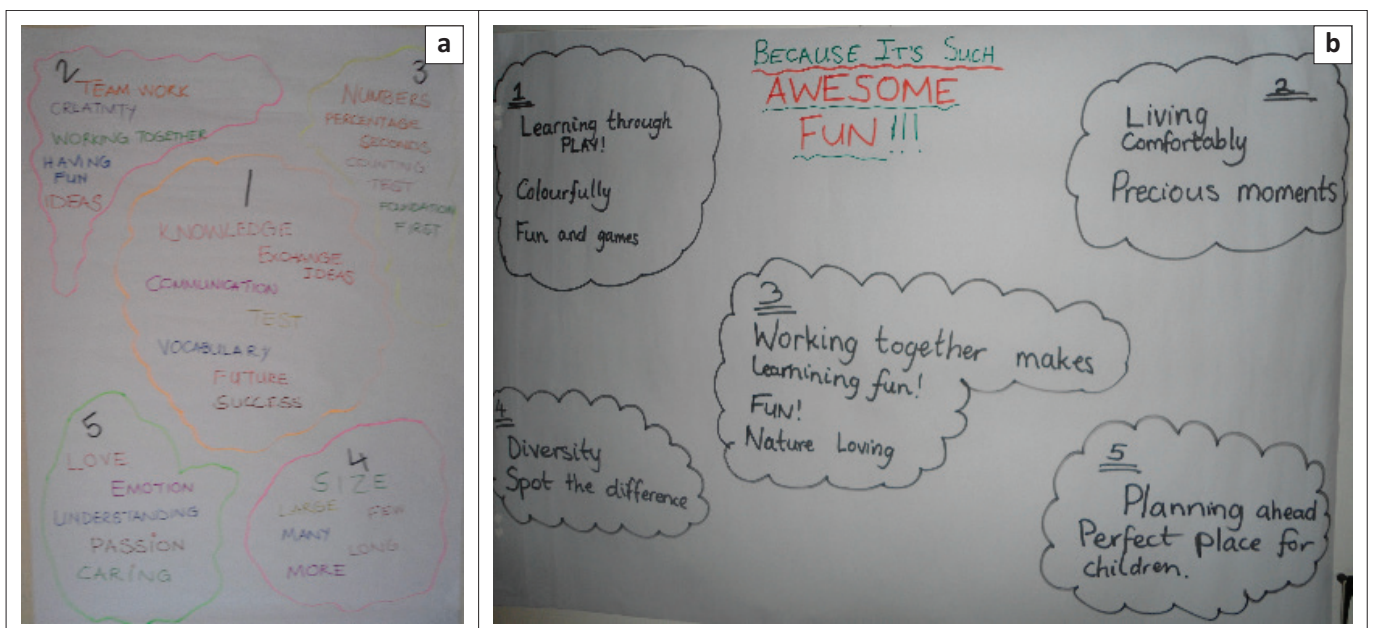 a
2
TEAM WORK
CREATIVITY
WORKING TOGETHER
HAVING
FUN
IDEAS
3
NUMBERS
PERCENTAGE
SECONDS
COUNTING
TEST
FOUNDATION
FIRST
1
KNOWLEDGE
EXCHANGE
IDEAS
COMMUNICATION
TEST
VOCABULARY
FUTURE
SUCCESS
5
LOVE
EMOTION
UNDERSTANDING
PASSION
CARING
4
SIZE
LARGE FEW
MANY
LONG
MORE
b
BECAUSE IT'S SUCH
AWESOME
FUN!!!
1
Learning through
PLAY!
Colourfully
Fun and games
2
Living
Comfortably
Precious moments
3
Working together makes
Learnining fun!
FUN!
Nature Loving
4
Diversity
Spot the difference
5
Planning ahead
Perfect place for
children.